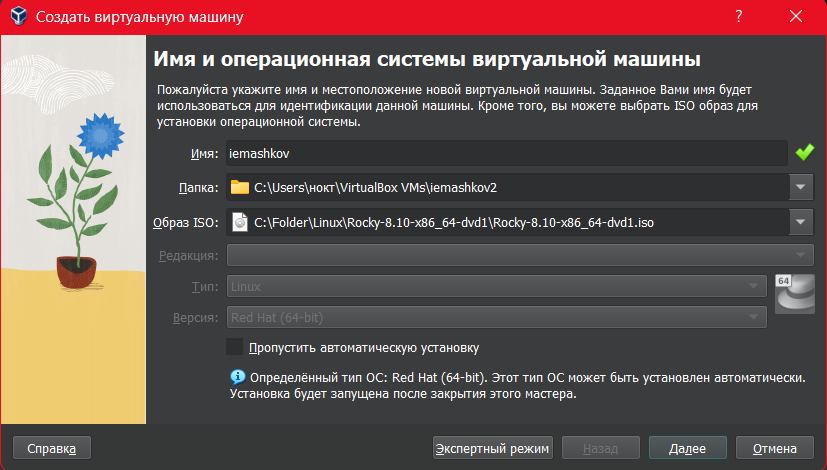 Создать виртуальную машину
Имя и операционная системы виртуальной машины
Пожалуйста укажите имя и местоположение новой виртуальной машины. Заданное Вами имя будет
использоваться для идентификации данной машины. Кроме того, вы можете выбрать ISO образ для
установки операционной системы.
Имя: iemashkov
Папка: C:\Users\нокт\VirtualBox VMs\iemashkov2
Образ ISO: C:\Folder\Linux\Rocky-8.10-x86_64-dvd1\Rocky-8.10-x86_64-dvd1.iso
Редакция:
Тип: Linux
64
Версия: Red Hat (64-bit)
Пропустить автоматическую установку
Определённый тип ОС: Red Hat (64-bit). Этот тип ОС может быть установлен автоматически.
Установка будет запущена после закрытия этого мастера.
Справка Экспертный режим Назад Далее Отмена